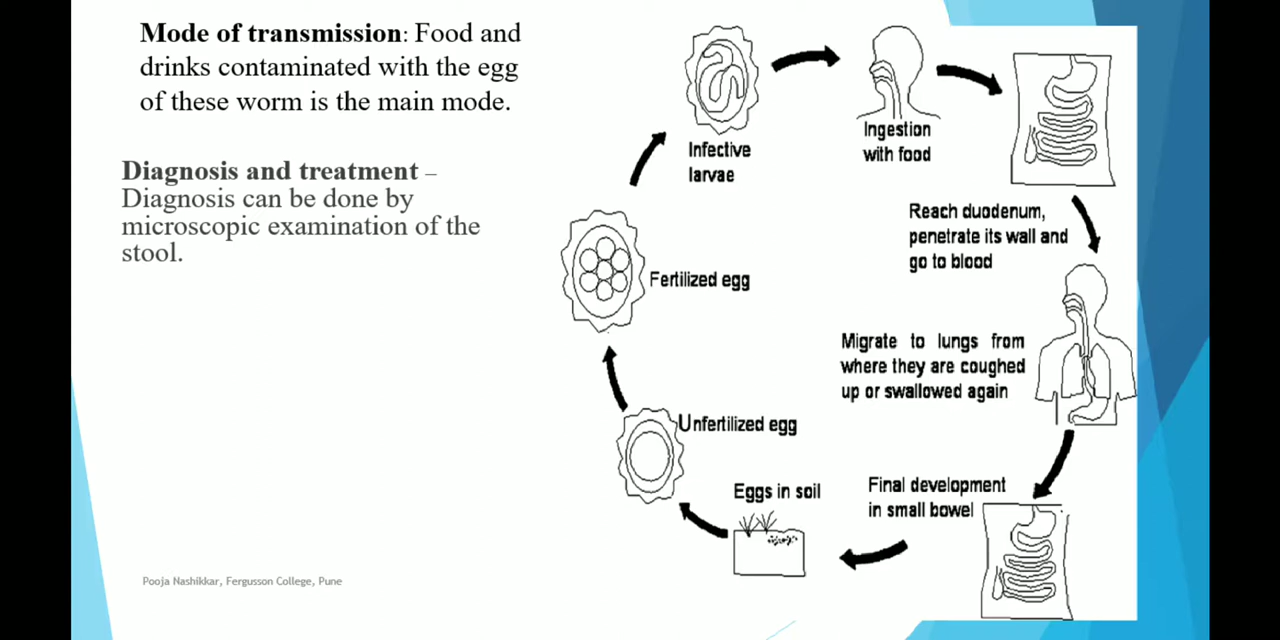 Mode of transmission: Food and
drinks contaminated with the egg
of these worm is the main mode.
Diagnosis and treatment –
Diagnosis can be done by
microscopic examination of the
stool.
Infective
larvae
Ingestion
with food
Reach duodenum,
penetrate its wall and
go to blood
Migrate to lungs from
where they are coughed
up or swallowed again
Final development
in small bowel
Eggs in soil
Unfertilized egg
Fertilized egg
Pooja Nashikkar, Fergusson College, Pune